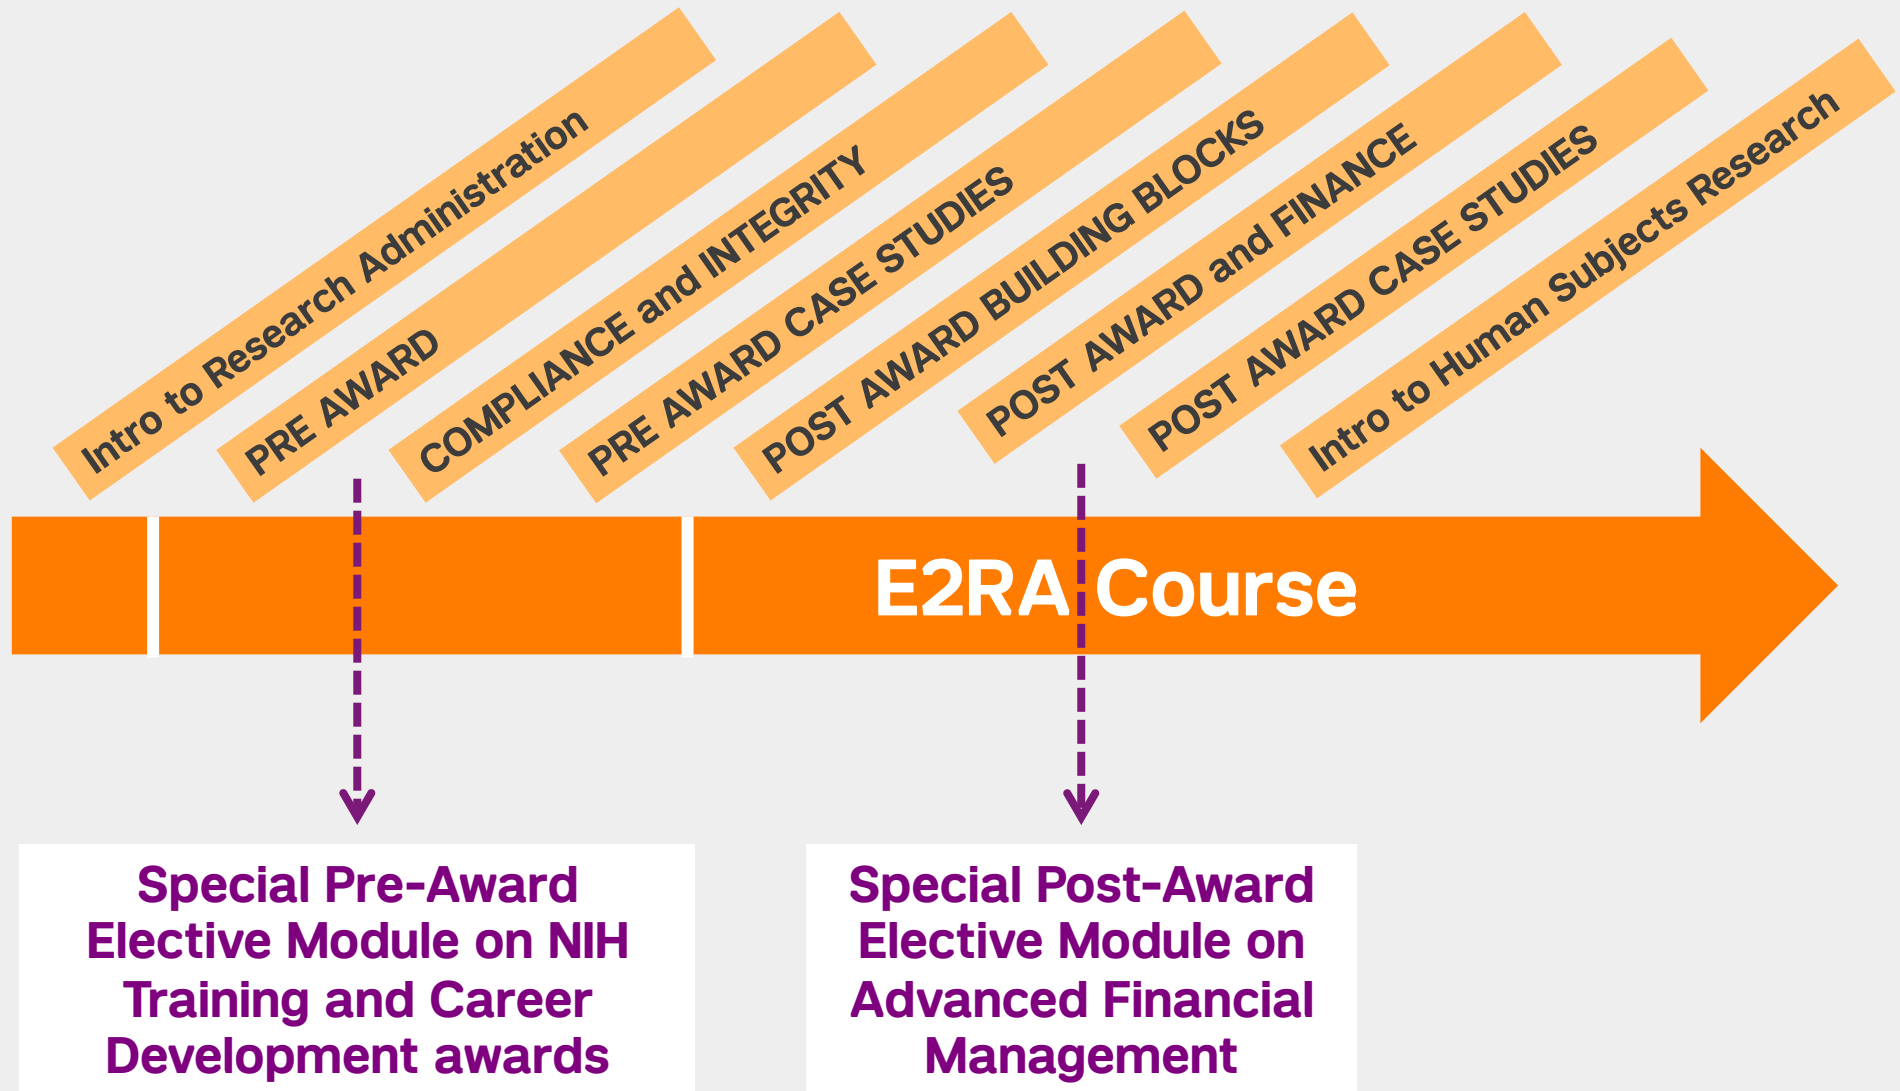 Intro to Research Administration
PRE AWARD
COMPLIANCE and INTEGRITY
PRE AWARD CASE STUDIES
POST AWARD BUILDING BLOCKS
POST AWARD and FINANCE
POST AWARD CASE STUDIES
Intro to Human Subjects Research
E2RA Course
Special Pre-Award
Elective Module on NIH
Training and Career
Development awards
Special Post-Award
Elective Module on
Advanced Financial
Management